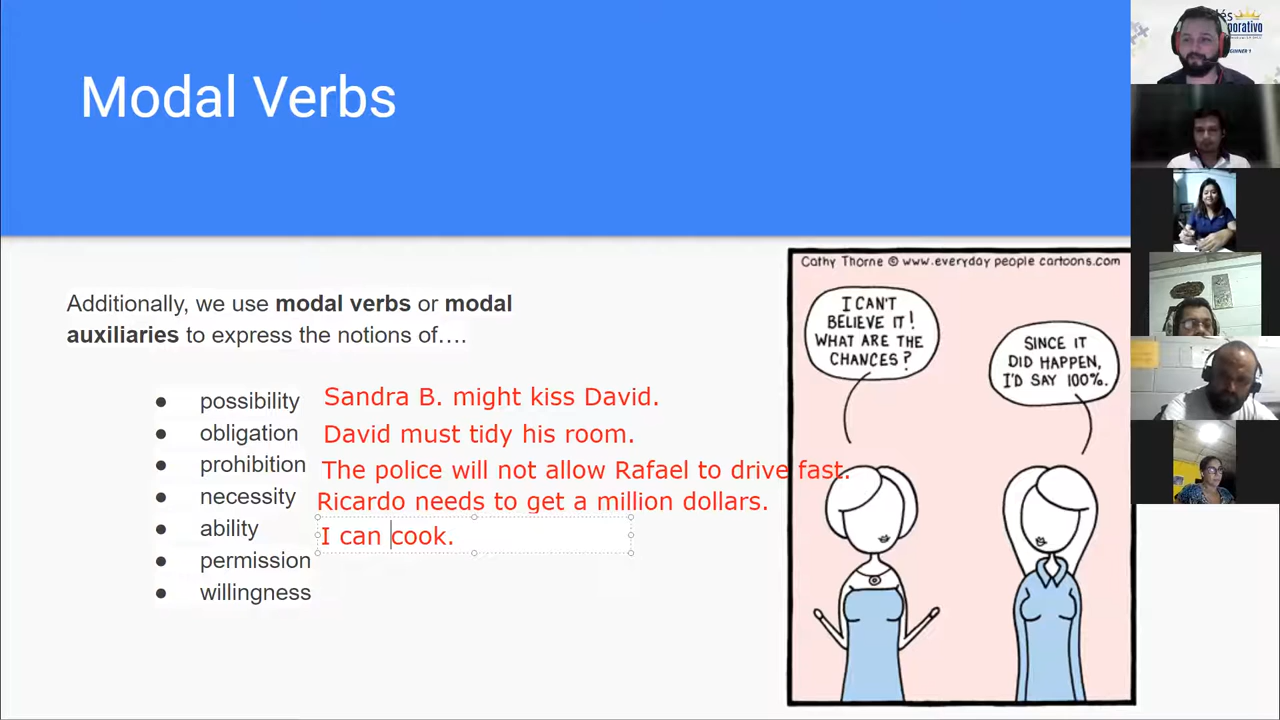 Modal Verbs
Additionally, we use modal verbs or modal
auxiliaries to express the notions of….
● possibility Sandra B. might kiss David.
● obligation David must tidy his room.
● prohibition The police will not allow Rafael to drive fast.
● necessity Ricardo needs to get a million dollars.
● ability I can cook.
● permission
● willingness
Cathy Thorne © www.everyday people cartoons.com
I CAN'T
BELIEVE IT!
WHAT ARE THE
CHANCES?
SINCE IT
DID HAPPEN,
I'D SAY 100%.